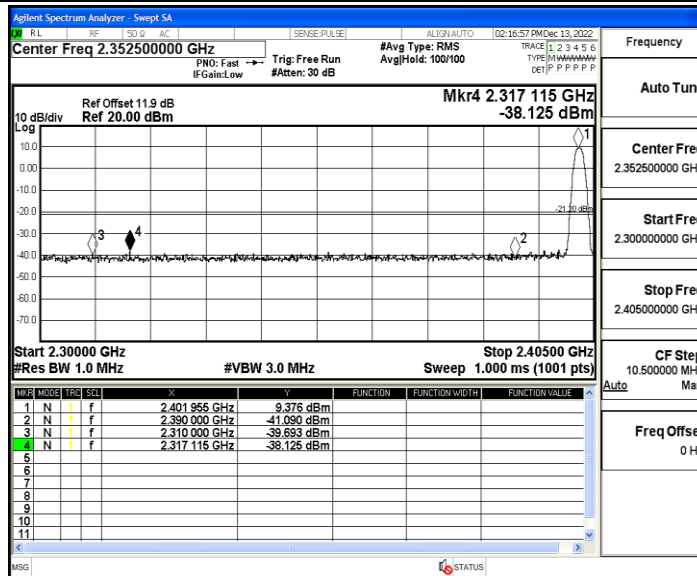 Agilent Spectrum Analyzer - Swept SA
RL RF 50 Ω AC SENSE:PULSE ALIGN AUTO 02:16:57 PM Dec 13, 2022
Center Freq 2.352500000 GHz
PNO: Fast
IFGain:Low
Trig: Free Run
#Atten: 30 dB
#Avg Type: RMS
Avg|Hold: 100/100
TRACE 1 2 3 4 5 6
TYPE M
DET P P P P P P
Ref Offset 11.9 dB
10 dB/div Ref 20.00 dBm
Log
Mkr4 2.317 115 GHz
-38.125 dBm
10.0
0.00
-10.0
-20.0
-30.0
-40.0
-50.0
-60.0
-70.0
1
2
3
4
-21.20 dBm
Start 2.30000 GHz Stop 2.40500 GHz
#Res BW 1.0 MHz #VBW 3.0 MHz Sweep 1.000 ms (1001 pts)
MKR MODE TRC SCL X Y FUNCTION FUNCTION WIDTH FUNCTION VALUE
1 N 1 f 2.401 955 GHz 9.376 dBm
2 N 1 f 2.390 000 GHz -41.090 dBm
3 N 1 f 2.310 000 GHz -39.693 dBm
4 N 1 f 2.317 115 GHz -38.125 dBm
5
6
7
8
9
10
11
MSG STATUS
Frequency
Auto Tun
Center Fre
2.352500000 GH
Start Fre
2.300000000 GH
Stop Fre
2.405000000 GH
CF Step
10.500000 MH
Auto Ma
Freq Offse
0 H